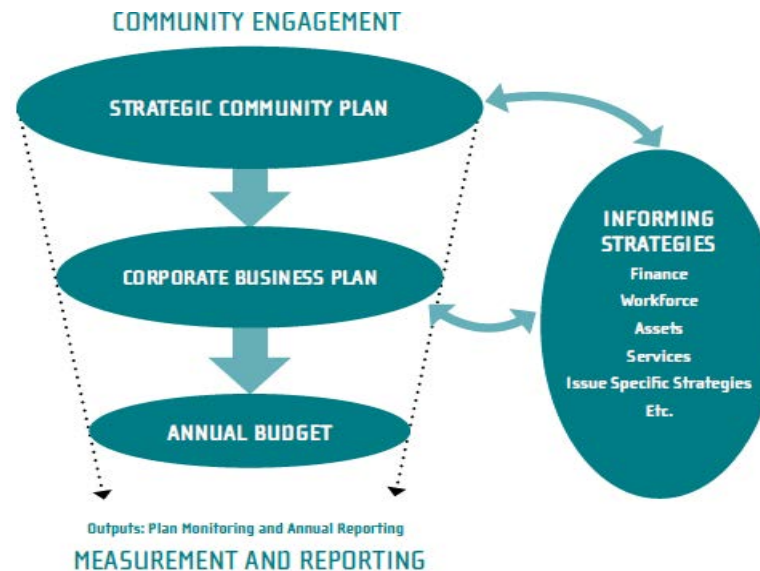 COMMUNITY ENGAGEMENT
STRATEGIC COMMUNITY PLAN
CORPORATE BUSINESS PLAN
ANNUAL BUDGET
INFORMING
STRATEGIES
Finance
Workforce
Assets
Services
Issue Specific Strategies
Etc.
Outputs: Plan Monitoring and Annual Reporting
MEASUREMENT AND REPORTING